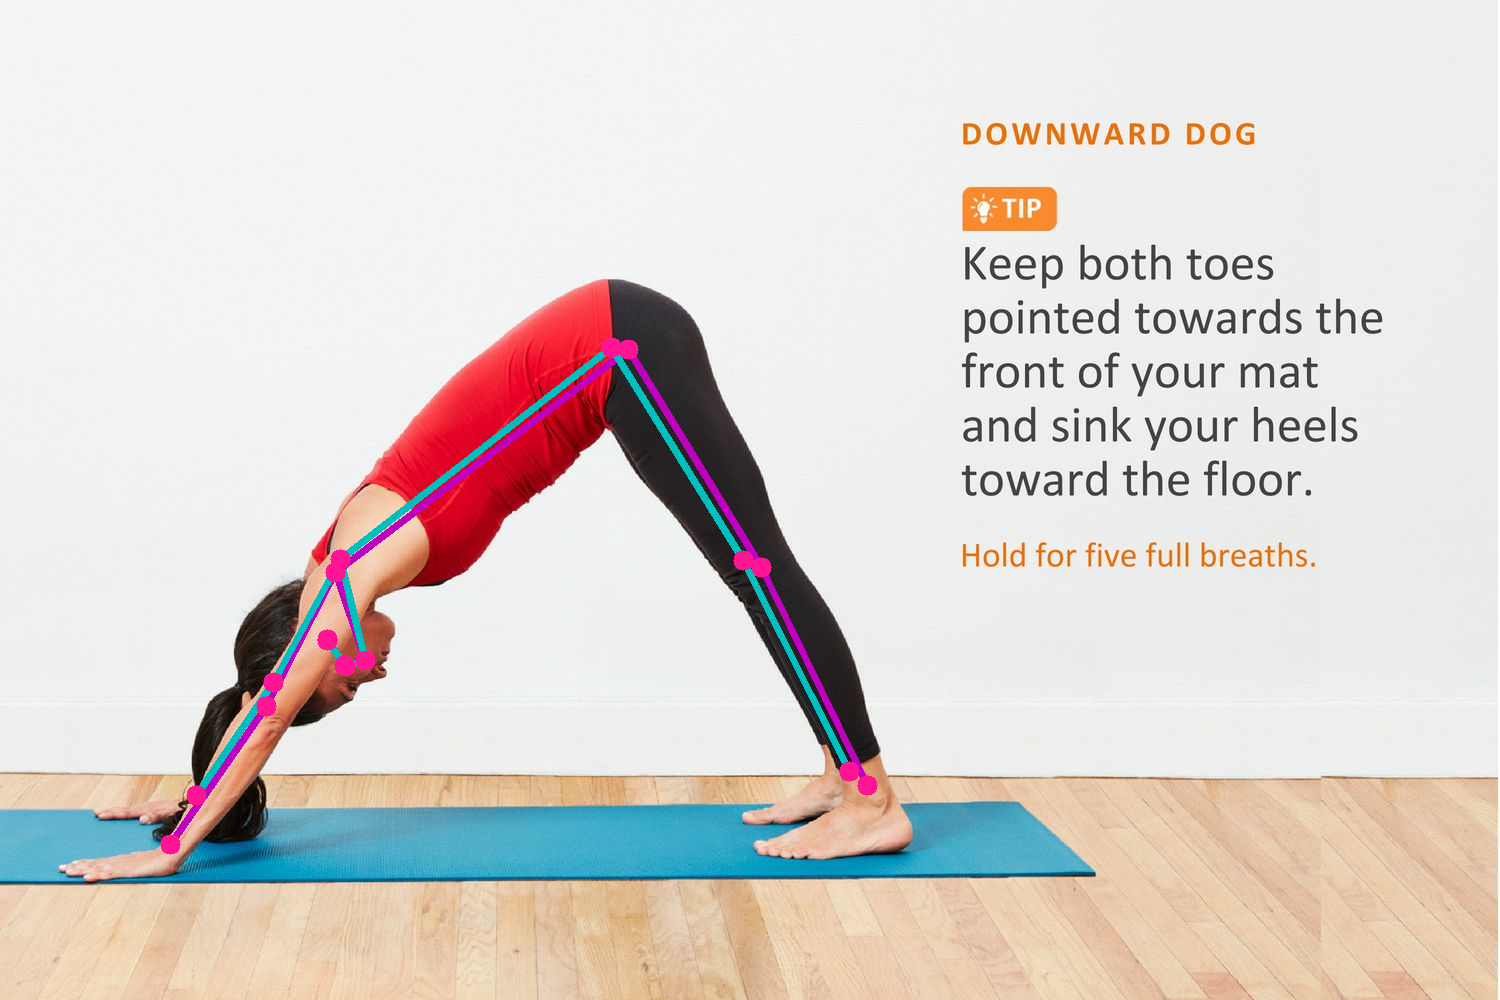 DOWNWARD DOG
TIP
Keep both toes
pointed towards the
front of your mat
and sink your heels
toward the floor.
Hold for five full breaths.